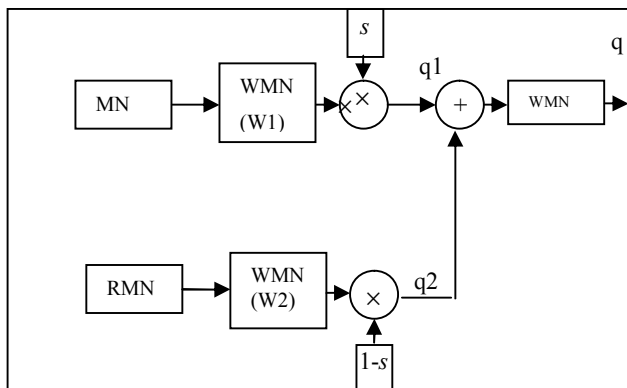 s
q1
q
MN
WMN
(W1)
×
×
+
WMN
RMN
WMN
(W2)
×
q2
1-s